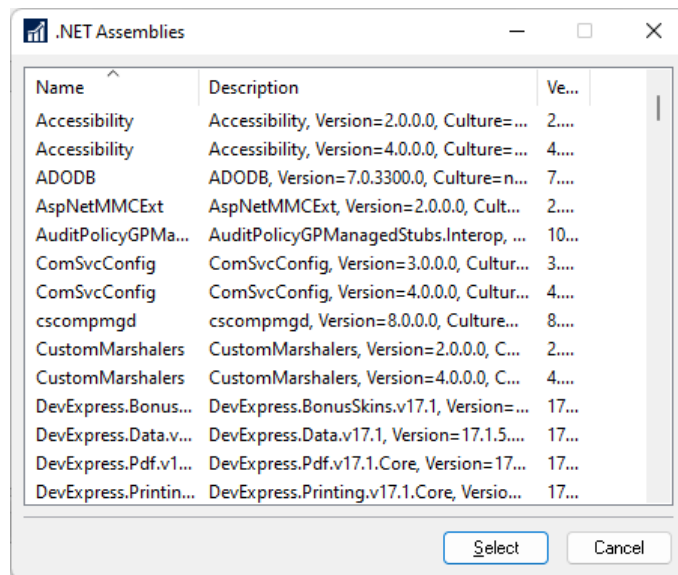 .NET Assemblies
Name Description Ve...
Accessibility Accessibility, Version=2.0.0.0, Culture=... 2....
Accessibility Accessibility, Version=4.0.0.0, Culture=... 4....
ADODB ADODB, Version=7.0.3300.0, Culture=n... 7....
AspNetMMCExt AspNetMMCExt, Version=2.0.0.0, Cult... 2....
AuditPolicyGPMa... AuditPolicyGPManagedStubs.Interop, ... 10...
ComSvcConfig ComSvcConfig, Version=3.0.0.0, Cultur... 3....
ComSvcConfig ComSvcConfig, Version=4.0.0.0, Cultur... 4....
cscompmgd cscompmgd, Version=8.0.0.0, Culture... 8....
CustomMarshalers CustomMarshalers, Version=2.0.0.0, C... 2....
CustomMarshalers CustomMarshalers, Version=4.0.0.0, C... 4....
DevExpress.Bonus... DevExpress.BonusSkins.v17.1, Version=... 17...
DevExpress.Data.v... DevExpress.Data.v17.1, Version=17.1.5.... 17...
DevExpress.Pdf.v1... DevExpress.Pdf.v17.1.Core, Version=17... 17...
DevExpress.Printin... DevExpress.Printing.v17.1.Core, Versio... 17...
Select Cancel